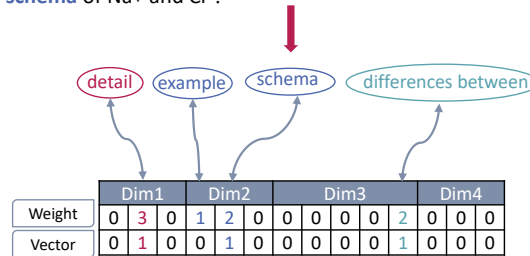 schema of Na+ and Cl-?
detail example schema differences between
Dim1 Dim2 Dim3 Dim4
Weight 0 3 0 1 2 0 0 0 0 0 2 0 0 0
Vector 0 1 0 0 1 0 0 0 0 0 1 0 0 0